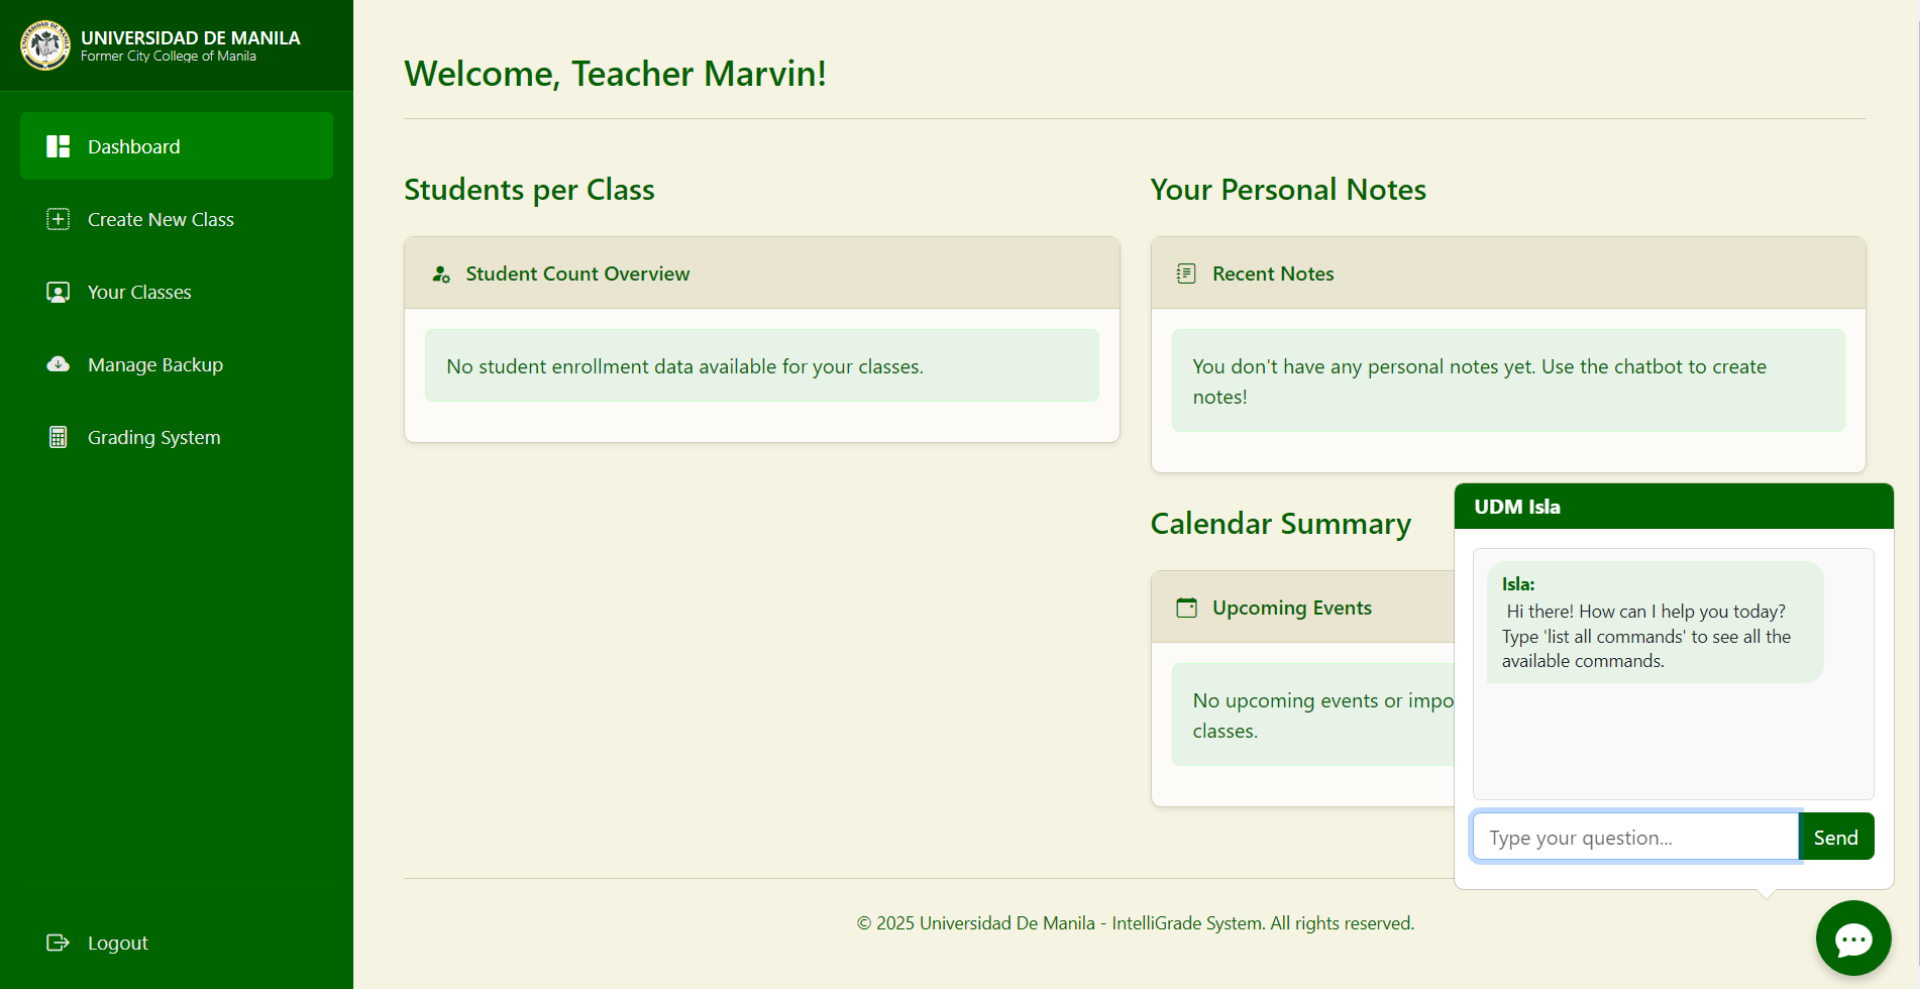 UNIVERSIDAD DE MANILA
Former City College of Manila
Dashboard
Create New Class
Your Classes
Manage Backup
Grading System
Logout
Welcome, Teacher Marvin!
Students per Class
Student Count Overview
No student enrollment data available for your classes.
Your Personal Notes
Recent Notes
You don't have any personal notes yet. Use the chatbot to create
notes!
Calendar Summary
Upcoming Events
No upcoming events or impo
classes.
UDM Isla
Isla:
Hi there! How can I help you today?
Type 'list all commands' to see all the
available commands.
Type your question...
Send
© 2025 Universidad De Manila - IntelliGrade System. All rights reserved.